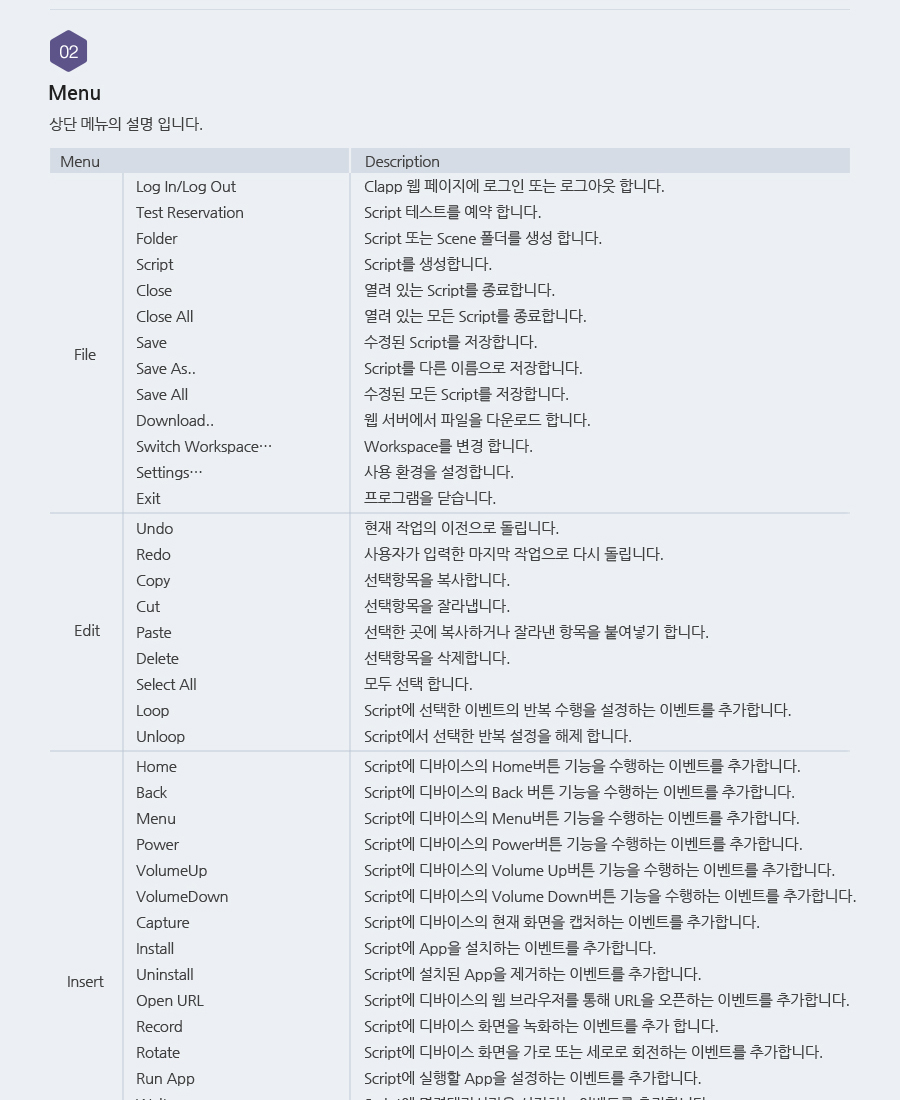 02
Menu
상단 메뉴의 설명 입니다.
Menu Description
Log In/Log Out Clapp 웹 페이지에 로그인 또는 로그아웃 합니다.
Test Reservation Script 테스트를 예약 합니다.
Folder Script 또는 Scene 폴더를 생성 합니다.
Script Script를 생성합니다.
Close 열려 있는 Script를 종료합니다.
Close All 열려 있는 모든 Script를 종료합니다.
Save 수정된 Script를 저장합니다.
File
Save As.. Script를 다른 이름으로 저장합니다.
Save All 수정된 모든 Script를 저장합니다.
Download.. 웹 서버에서 파일을 다운로드 합니다.
Switch Workspace… Workspace를 변경 합니다.
Settings… 사용 환경을 설정합니다.
Exit 프로그램을 닫습니다.
Undo 현재 작업의 이전으로 돌립니다.
Redo 사용자가 입력한 마지막 작업으로 다시 돌립니다.
Copy 선택항목을 복사합니다.
Cut 선택항목을 잘라냅니다.
Edit Paste 선택한 곳에 복사하거나 잘라낸 항목을 붙여넣기 합니다.
Delete 선택항목을 삭제합니다.
Select All 모두 선택 합니다.
Loop Script에 선택한 이벤트의 반복 수행을 설정하는 이벤트를 추가합니다.
Unloop Script에서 선택한 반복 설정을 해제 합니다.
Home Script에 디바이스의 Home버튼 기능을 수행하는 이벤트를 추가합니다.
Back Script에 디바이스의 Back 버튼 기능을 수행하는 이벤트를 추가합니다.
Menu Script에 디바이스의 Menu버튼 기능을 수행하는 이벤트를 추가합니다.
Power Script에 디바이스의 Power버튼 기능을 수행하는 이벤트를 추가합니다.
VolumeUp Script에 디바이스의 Volume Up버튼 기능을 수행하는 이벤트를 추가합니다.
VolumeDown Script에 디바이스의 Volume Down버튼 기능을 수행하는 이벤트를 추가합니다.
Capture Script에 디바이스의 현재 화면을 캡처하는 이벤트를 추가합니다.
Install Script에 App을 설치하는 이벤트를 추가합니다.
Uninstall Script에 설치된 App을 제거하는 이벤트를 추가합니다.
Insert
Open URL Script에 디바이스의 웹 브라우저를 통해 URL을 오픈하는 이벤트를 추가합니다.
Record Script에 디바이스 화면을 녹화하는 이벤트를 추가 합니다.
Rotate Script에 디바이스 화면을 가로 또는 세로로 회전하는 이벤트를 추가합니다.
Run App Script에 실행할 App을 설정하는 이벤트를 추가합니다.